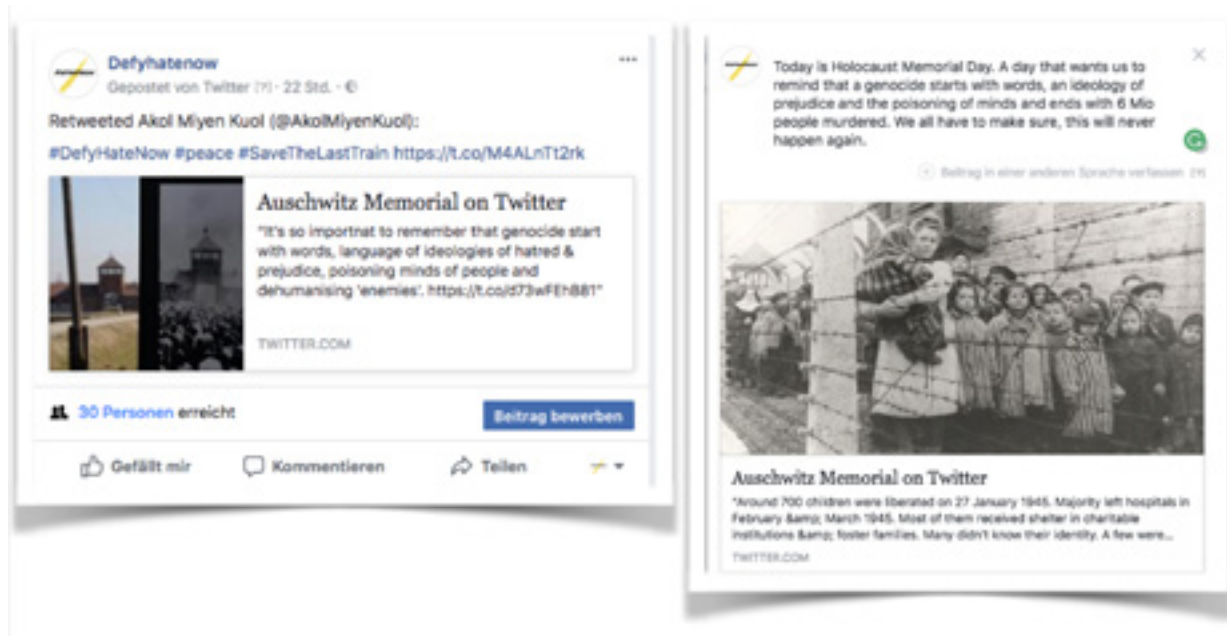 Defyhatenow
Gepostet von Twitter [?] · 22 Std. ·
Retweeted Akol Miyen Kuol (@AkolMiyenKuol):
#DefyHateNow #peace #SaveTheLastTrain https://t.co/M4ALnTt2rk
Auschwitz Memorial on Twitter
"It's so importnat to remember that genocide start
with words, language of ideologies of hatred &
prejudice, poisoning minds of people and
dehumanising 'enemies'. https://t.co/d73wFEhB81"
TWITTER.COM
30 Personen erreicht
Beitrag bewerben
Gefällt mir
Kommentieren
Teilen
Today is Holocaust Memorial Day. A day that wants us to
remind that a genocide starts with words, an ideology of
prejudice and the poisoning of minds and ends with 6 Mio
people murdered. We all have to make sure, this will never
happen again.
Beitrag in einer anderen Sprache verfassen [?]
Auschwitz Memorial on Twitter
"Around 700 children were liberated on 27 January 1945. Majority left hospitals in
February &amp; March 1945. Most of them received shelter in charitable
institutions &amp; foster families. Many didn't know their identity. A few were...
TWITTER.COM